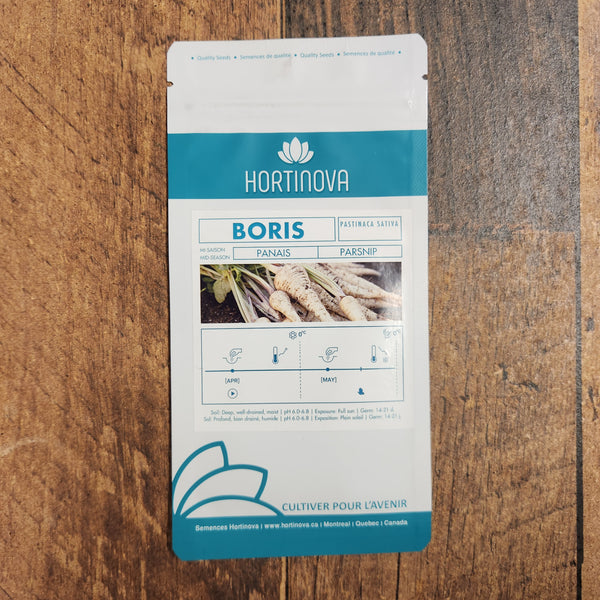 • Quality Seeds • Semences de qualité • Quality Seeds • Semences de qualité •
HORTINOVA
BORIS
PASTINACA SATIVA
MI-SAISON
MID-SEASON
PANAIS
PARSNIP
0°C
0°C
[APR]
[MAY]
Soil: Deep, well-drained, moist | pH 6.0-6.8 | Exposure: Full sun | Germ: 14-21 d.
Sol: Profond, bien drainé, humide | pH 6.0-6.8 | Exposition: Plein soleil | Germ: 14-21 j.
CULTIVER POUR L'AVENIR
Semences Hortinova | www.hortinova.ca | Montreal | Quebec | Canada